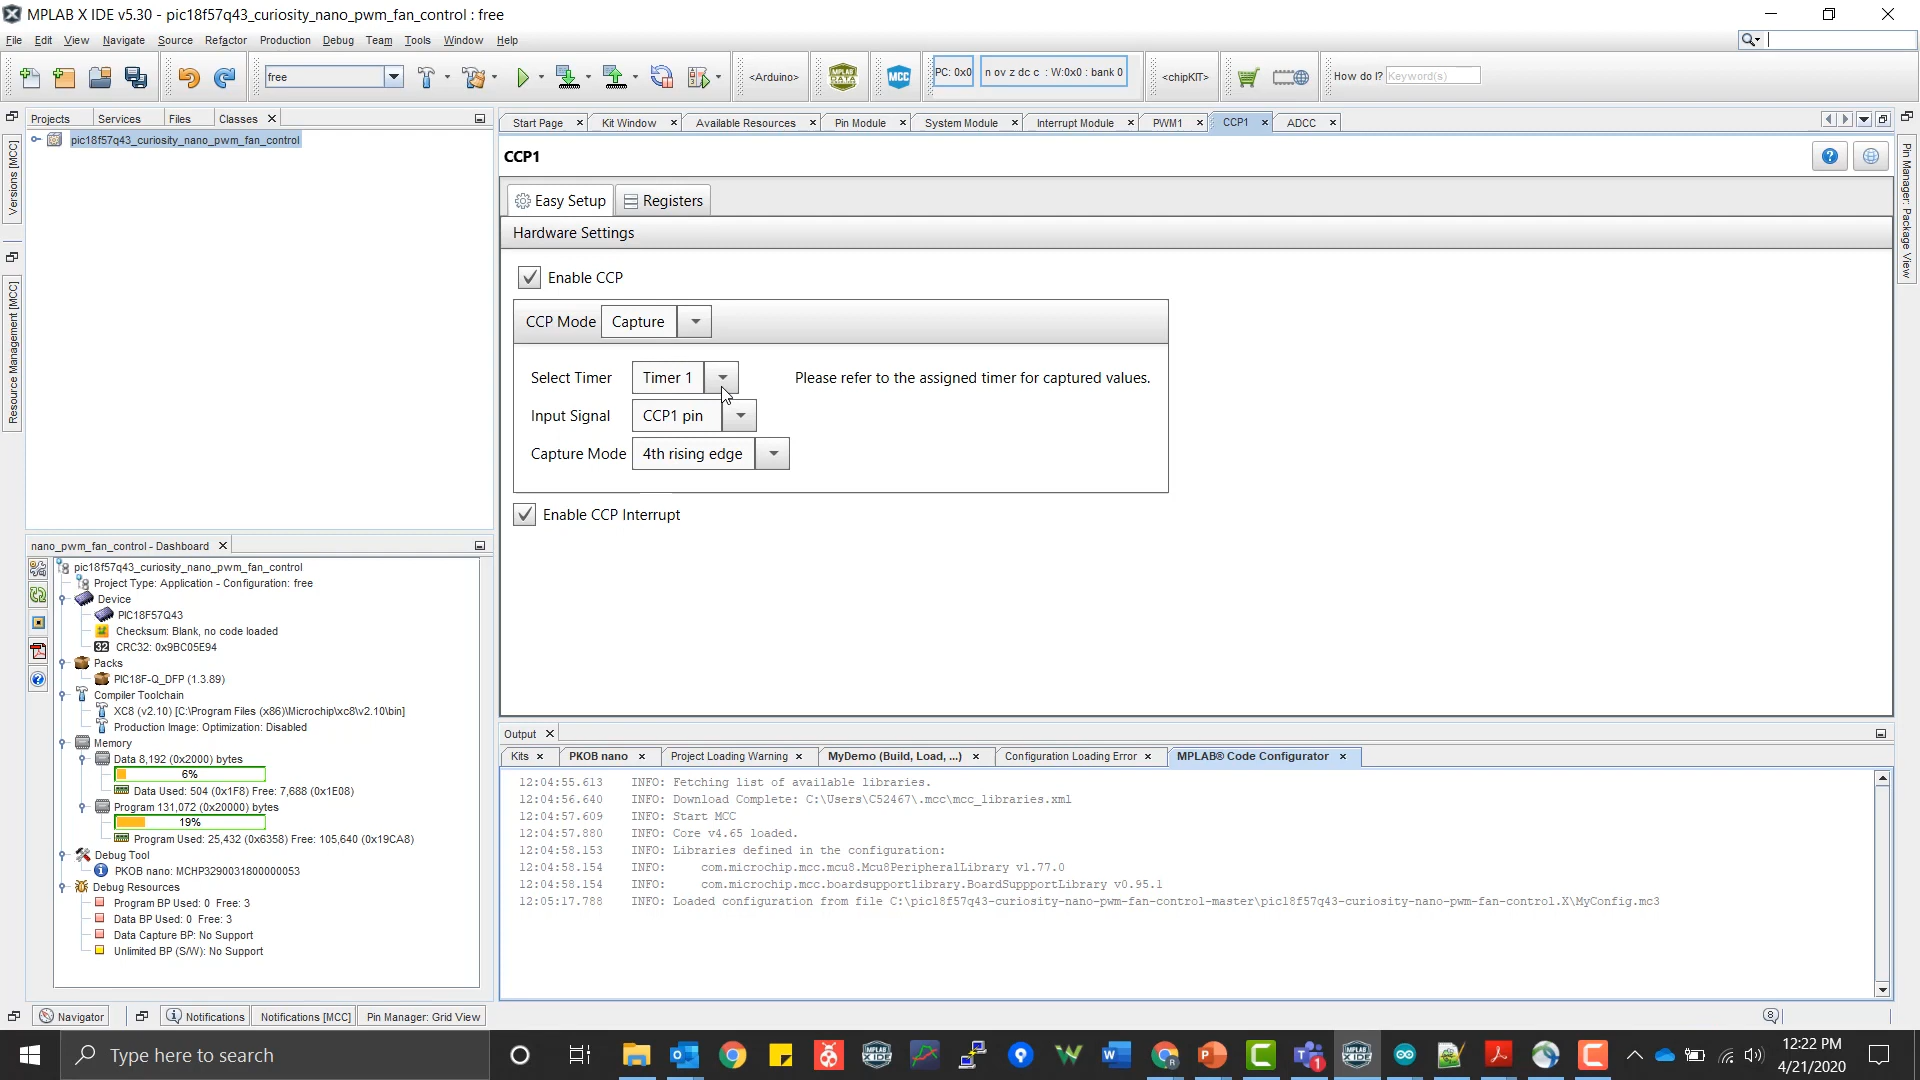 MPLAB X IDE v5.30 - pic18f57q43_curiosity_nano_pwm_fan_control : free
File Edit View Navigate Source Refactor Production Debug Team Tools Window Help
free <Arduino> MPLAB DATA MCC PC: 0x0 n ov z dc c : W:0x0 : bank 0 <chipKIT> How do I? Keyword(s)
Projects Services Files Classes
Start Page Kit Window Available Resources Pin Module System Module Interrupt Module PWM1 CCP1 ADCC
pic18f57q43_curiosity_nano_pwm_fan_control
Versions [MCC]
Resource Management [MCC]
Pin Manager: Package View
CCP1
Easy Setup Registers
Hardware Settings
Enable CCP
CCP Mode Capture
Select Timer Timer 1 Please refer to the assigned timer for captured values.
Input Signal CCP1 pin
Capture Mode 4th rising edge
Enable CCP Interrupt
nano_pwm_fan_control - Dashboard
pic18f57q43_curiosity_nano_pwm_fan_control
Project Type: Application - Configuration: free
Device
PIC18F57Q43
Checksum: Blank, no code loaded
32 CRC32: 0x9BC05E94
Packs
PIC18F-Q_DFP (1.3.89)
Compiler Toolchain
XC8 (v2.10) [C:\Program Files (x86)\Microchip\xc8\v2.10\bin]
Production Image: Optimization: Disabled
Memory
Data 8,192 (0x2000) bytes
6%
Data Used: 504 (0x1F8) Free: 7,688 (0x1E08)
Program 131,072 (0x20000) bytes
19%
Program Used: 25,432 (0x6358) Free: 105,640 (0x19CA8)
Debug Tool
PKOB nano: MCHP3290031800000053
Debug Resources
Program BP Used: 0 Free: 3
Data BP Used: 0 Free: 3
Data Capture BP: No Support
Unlimited BP (S/W): No Support
Output
Kits PKOB nano Project Loading Warning MyDemo (Build, Load, ...) Configuration Loading Error MPLAB® Code Configurator
12:04:55.613 INFO: Fetching list of available libraries.
12:04:56.640 INFO: Download Complete: C:\Users\C52467\.mcc\mcc_libraries.xml
12:04:57.609 INFO: Start MCC
12:04:57.880 INFO: Core v4.65 loaded.
12:04:58.153 INFO: Libraries defined in the configuration:
12:04:58.154 INFO: com.microchip.mcc.mcu8.Mcu8PeripheralLibrary v1.77.0
12:04:58.154 INFO: com.microchip.mcc.boardsupportlibrary.BoardSuppportLibrary v0.95.1
12:05:17.788 INFO: Loaded configuration from file C:\pic18f57q43-curiosity-nano-pwm-fan-control-master\pic18f57q43-curiosity-nano-pwm-fan-control.X\MyConfig.mc3
Navigator Notifications Notifications [MCC] Pin Manager: Grid View
8
Type here to search
12:22 PM
4/21/2020